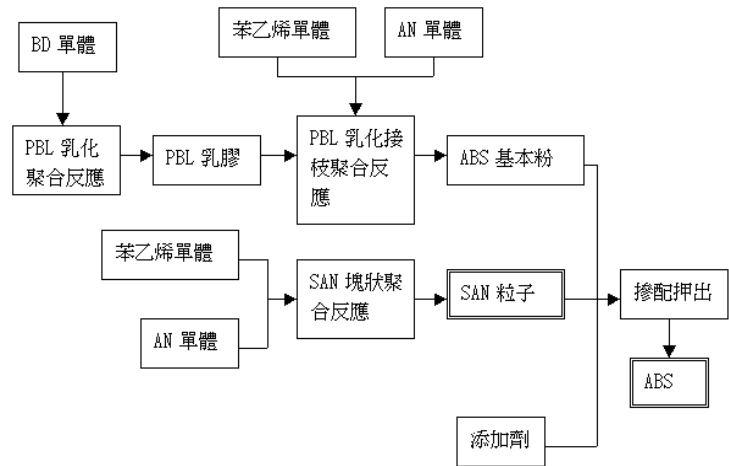 苯乙烯單體
AN 單體
BD 單體
PBL 乳化
聚合反應
PBL 乳膠
PBL 乳化接
枝聚合反
應
ABS 基本粉
苯乙烯單體
AN 單體
SAN 塊狀聚
合反應
SAN 粒子
摻配押出
ABS
添加劑